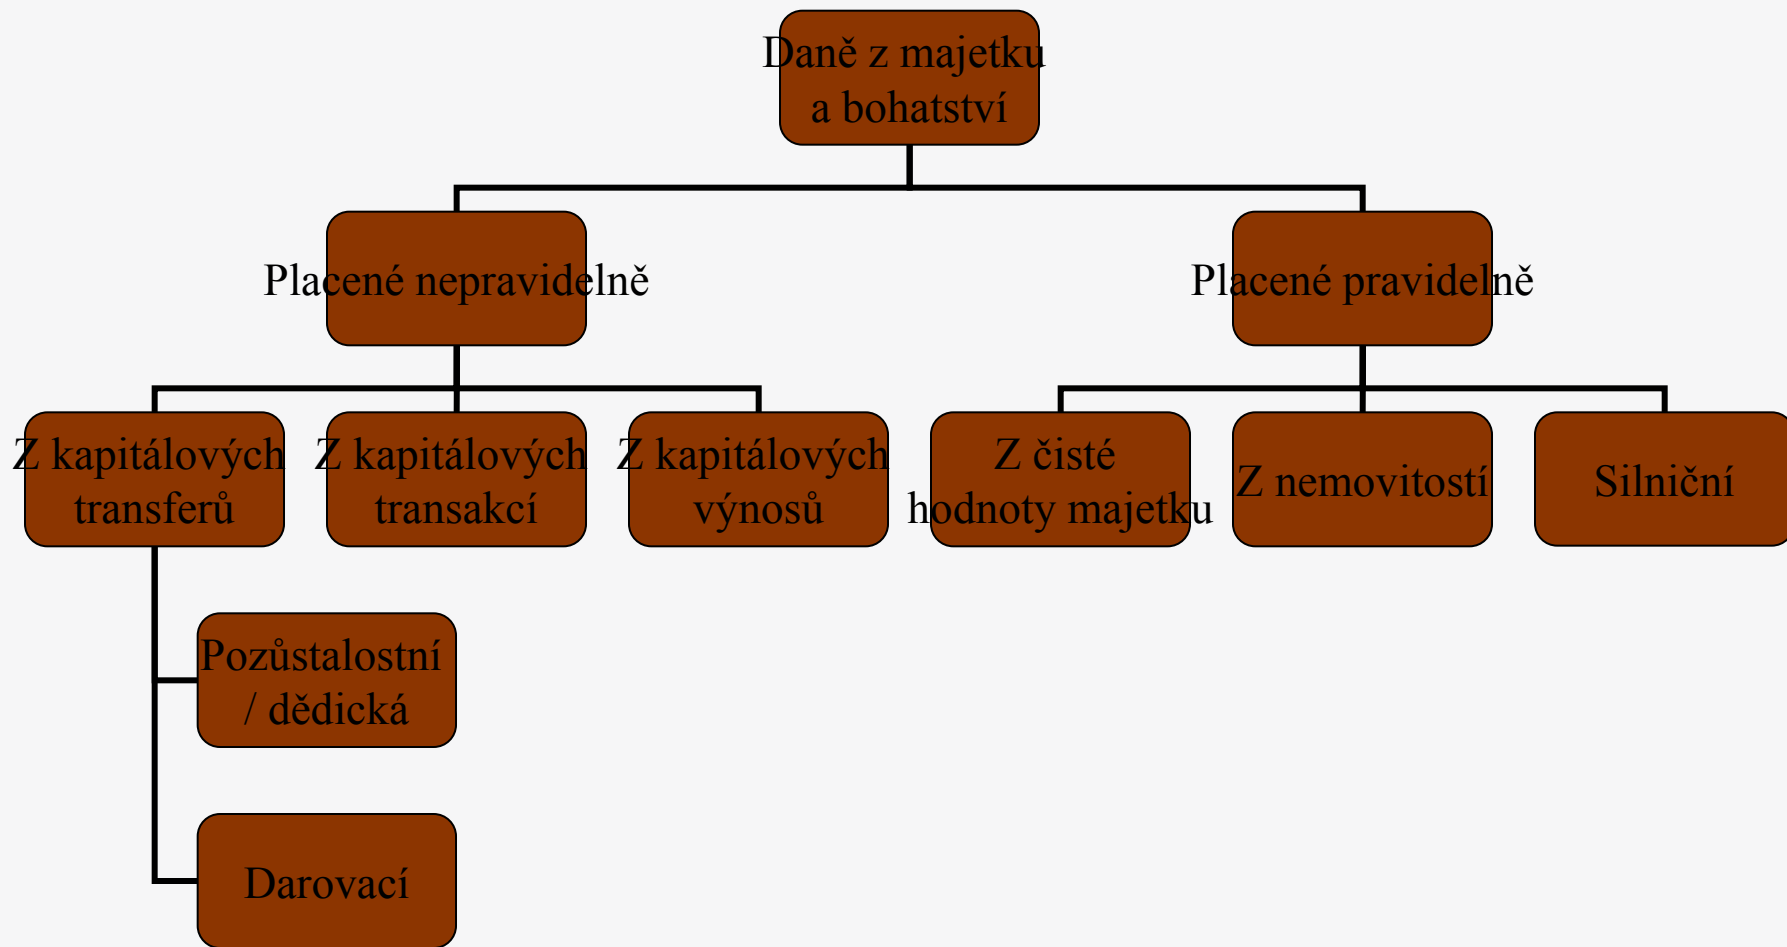 Daně z majetku
a bohatství
Placené nepravidelně
Placené pravidelně
Z kapitálových
transferů
Z kapitálových
transakcí
Z kapitálových
výnosů
Z čisté
hodnoty majetku
Z nemovitostí
Silniční
Pozůstalostní
/ dědická
Darovací